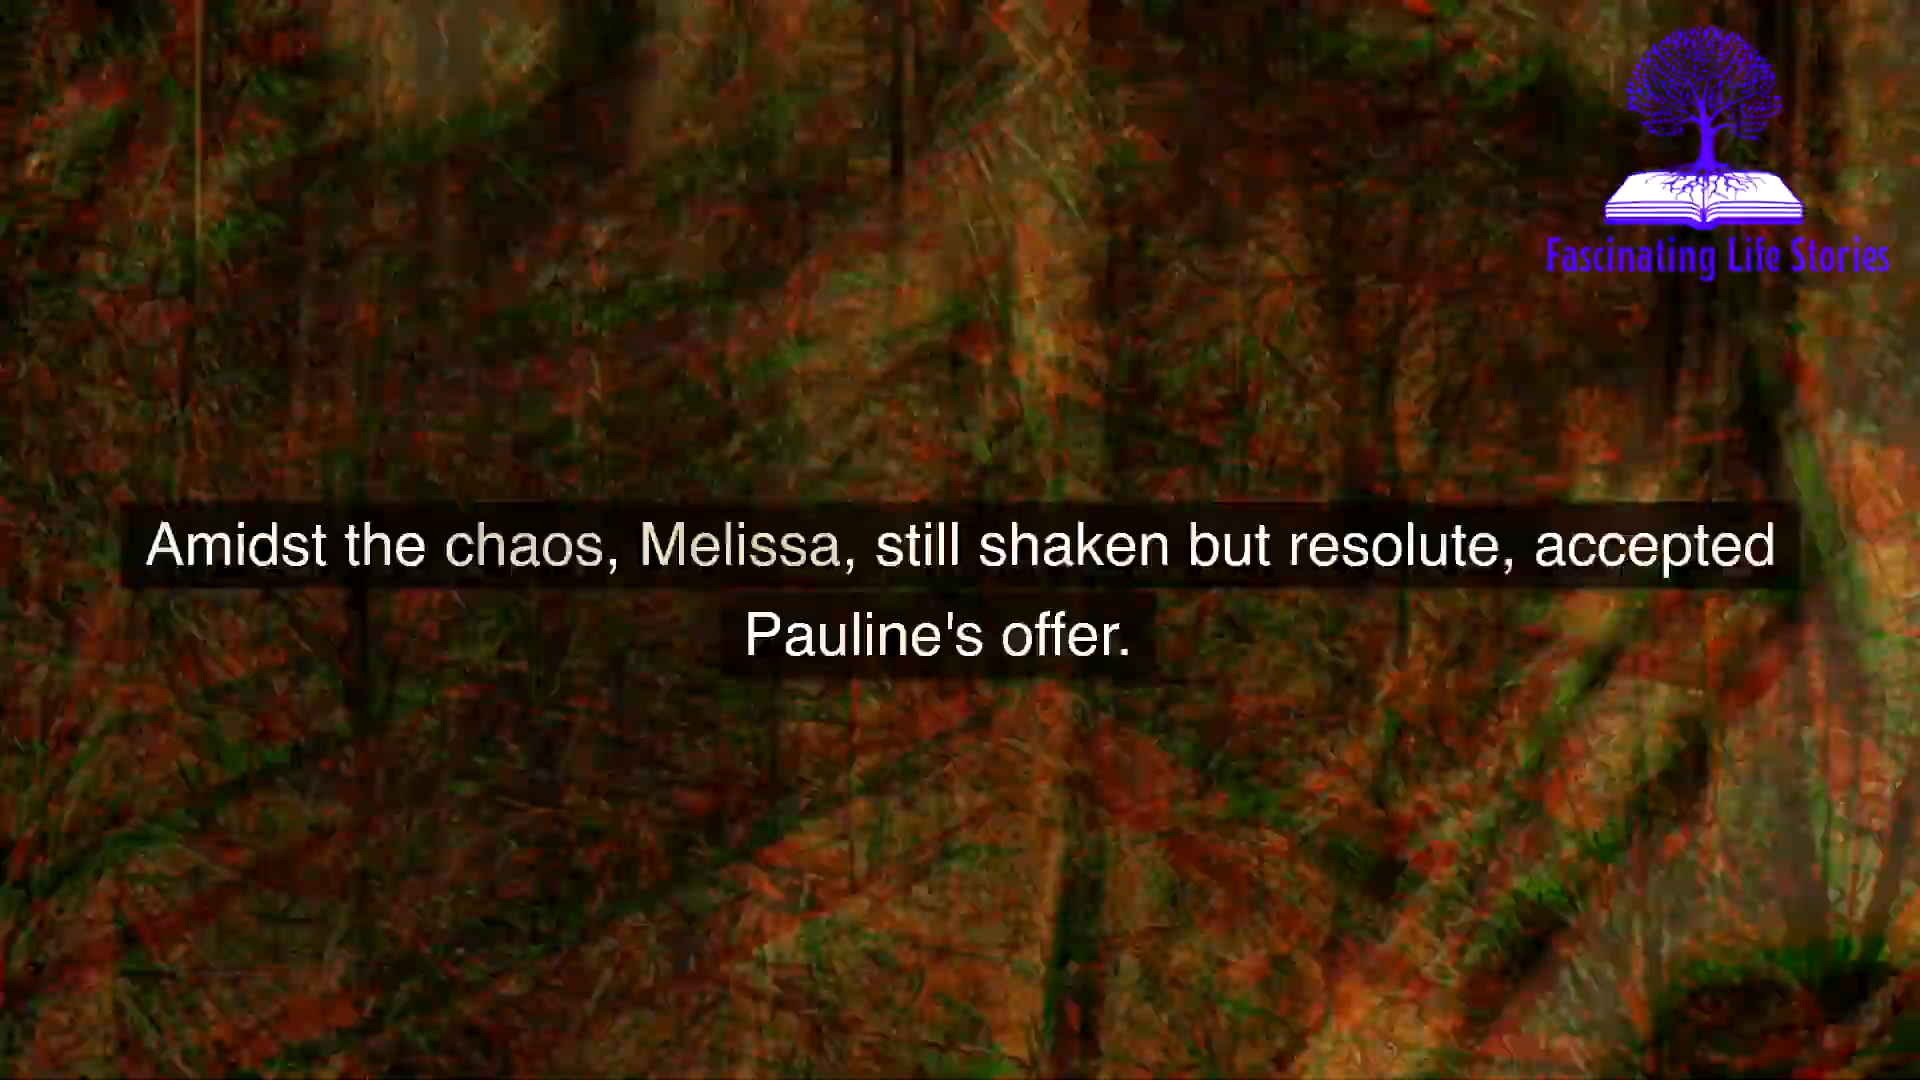 Fascinating Life Stories
Amidst the chaos, Melissa, still shaken but resolute, accepted
Pauline's offer.